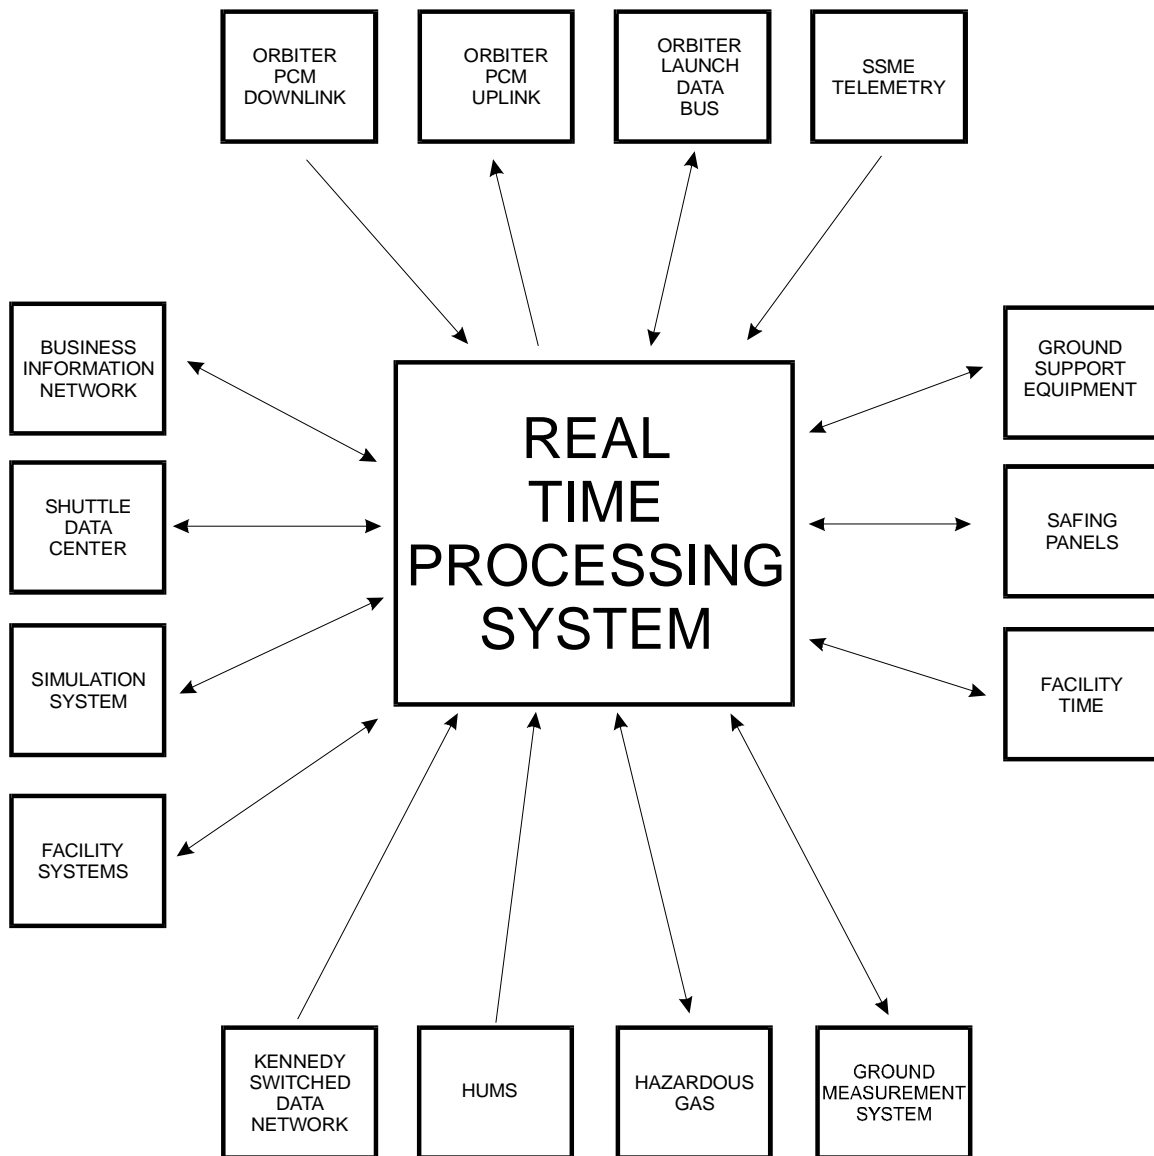 ORBITER
PCM
DOWNLINK
ORBITER
PCM
UPLINK
ORBITER
LAUNCH
DATA
BUS
SSME
TELEMETRY
BUSINESS
INFORMATION
NETWORK
SHUTTLE
DATA
CENTER
SIMULATION
SYSTEM
FACILITY
SYSTEMS
REAL
TIME
PROCESSING
SYSTEM
GROUND
SUPPORT
EQUIPMENT
SAFING
PANELS
FACILITY
TIME
KENNEDY
SWITCHED
DATA
NETWORK
HUMS
HAZARDOUS
GAS
GROUND
MEASUREMENT
SYSTEM